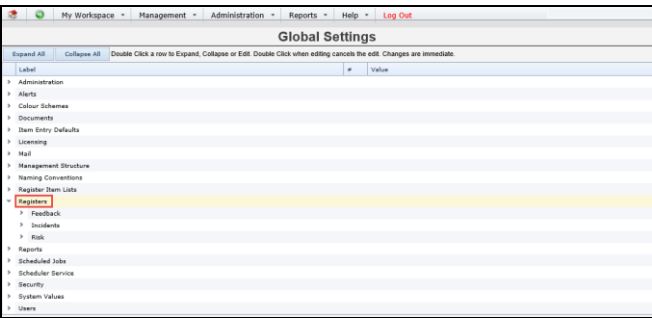 My Workspace Management Administration Reports Help Log Out
Global Settings
Expand All Collapse All Double Click a row to Expand, Collapse or Edit. Double Click when editing cancels the edit. Changes are immediate.
Label # Value
Administration
Alerts
Colour Schemes
Documents
Item Entry Defaults
Licensing
Mail
Management Structure
Naming Conventions
Register Item Lists
Registers
Feedback
Incidents
Risk
Reports
Scheduled Jobs
Scheduler Service
Security
System Values
Users